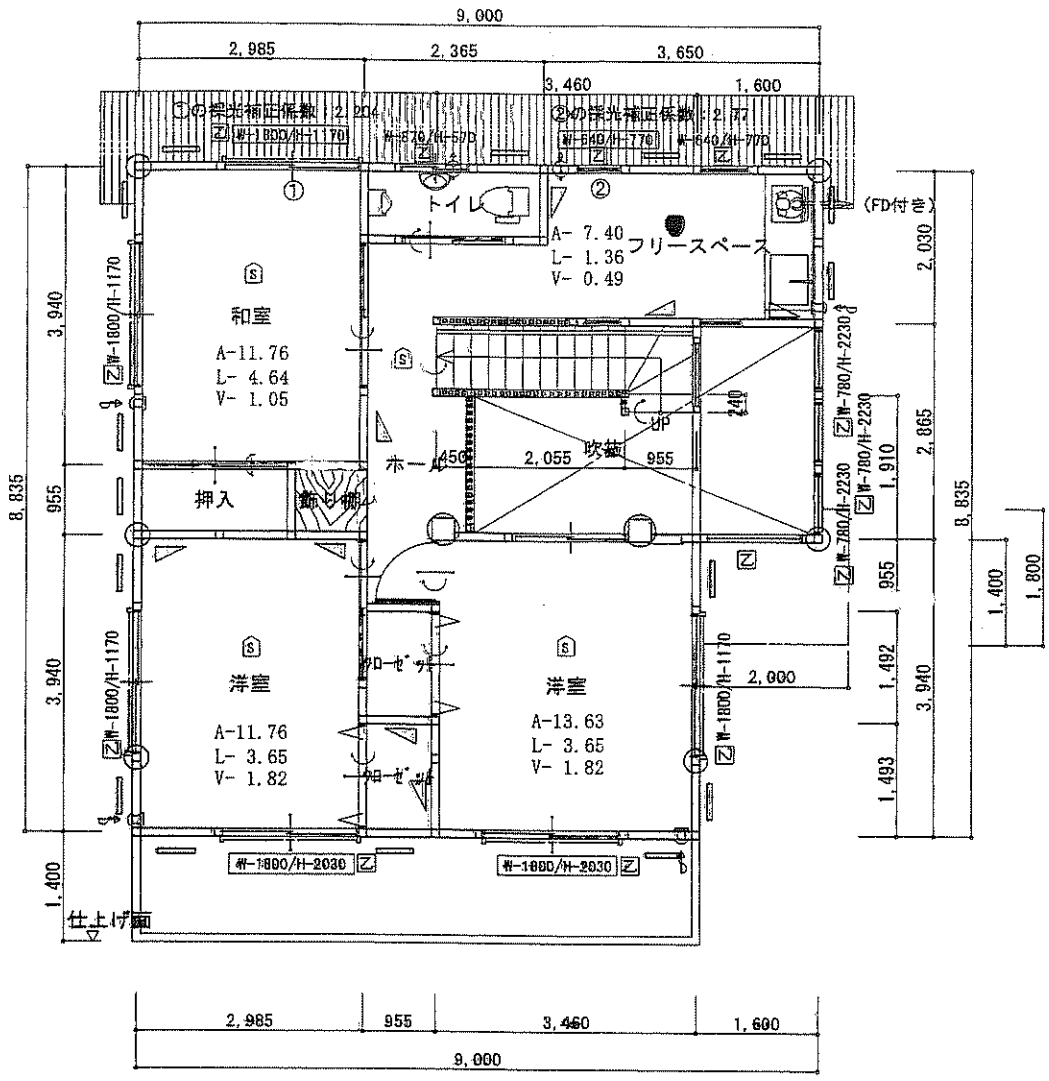 9,000
2,985
2,365
3,650
3,460
1,600
①の採光補正係数:2.204
②の採光補正係数:2.77
Z W-1800/H-1170
W-870/H-570
Z
W-640/H-770
Z
W-640/H-770
Z
①
②
トイレ
(FD付き)
A- 7.40
フリースペース
L- 1.36
V- 0.49
S
和室
A-11.76
L- 4.64
V- 1.05
S
Z W-1800/H-1170
8,835
3,940
955
3,940
1,400
UP
240
吹抜
ホール
450
2,055
955
押入
飾り棚
Z W-780/H-2230
Z W-780/H-2230
Z W-780/H-2230
2,030
2,865
1,910
8,835
955
1,400
1,800
1,492
3,940
1,493
Z
S
洋室
A-11.76
L- 3.65
V- 1.82
クローゼット
クローゼット
S
洋室
A-13.63
L- 3.65
V- 1.82
Z W-1800/H-1170
Z W-1800/H-1170
2,000
W-1800/H-2030 Z
W-1800/H-2030 Z
仕上げ面
2,985
955
3,460
1,600
9,000